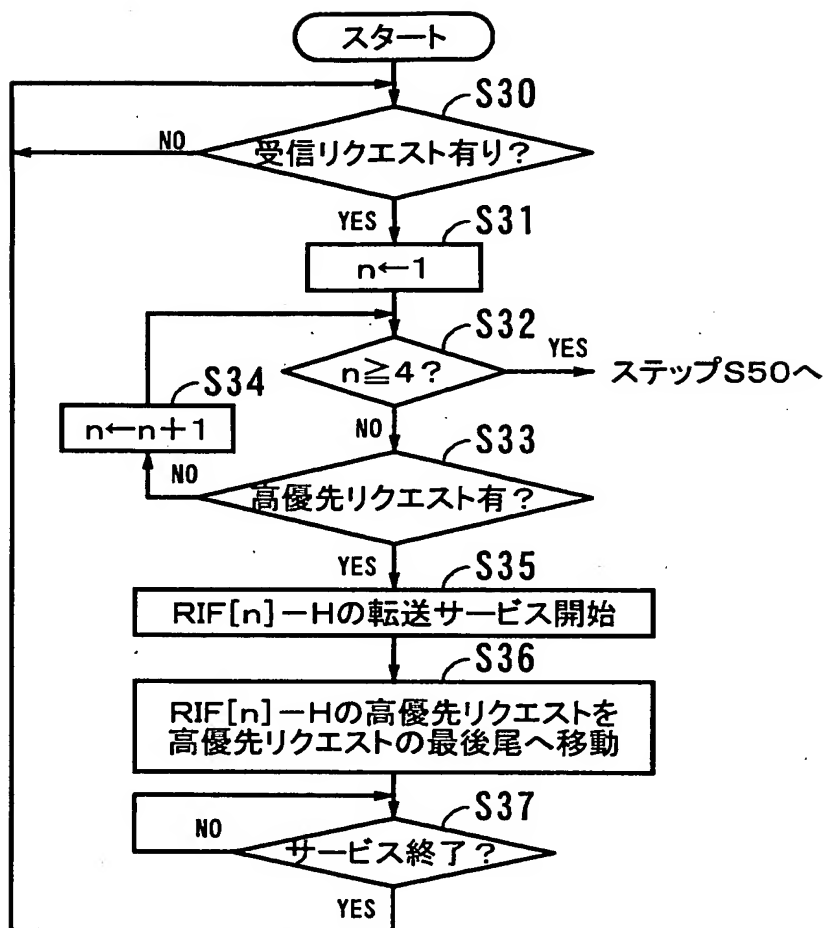 スタート
S30
NO
受信リクエスト有り？
YES
S31
n←1
S32
n≧4？
YES
ステップS50へ
S34
n←n＋1
NO
S33
NO
高優先リクエスト有？
YES
S35
RIF[n]－Hの転送サービス開始
S36
RIF[n]－Hの高優先リクエストを
高優先リクエストの最後尾へ移動
S37
NO
サービス終了？
YES